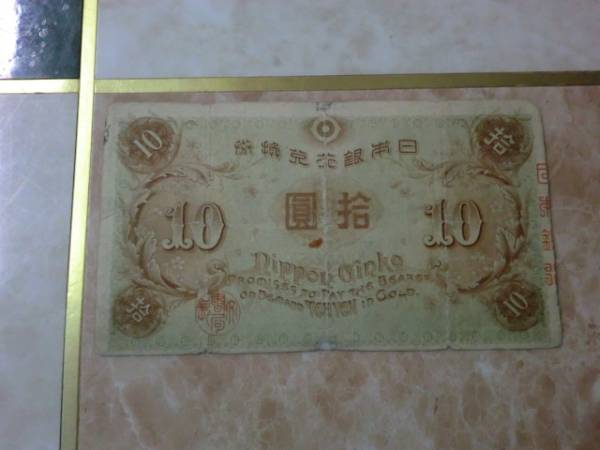 10 拾
日本銀行兌換券
10 拾圓 10
Nippon Ginko
PROMISES TO PAY THE BEARER
ON DEMAND TEN YEN IN GOLD.
拾 10